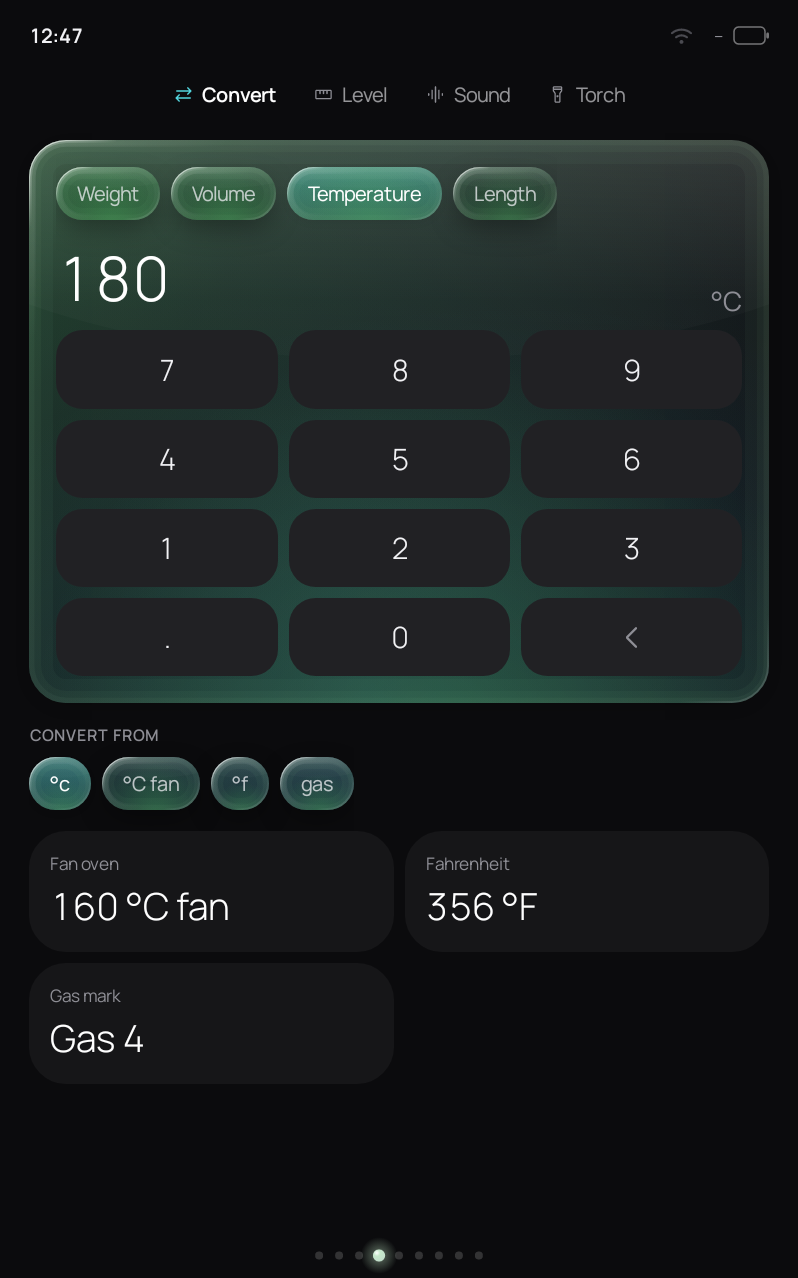 12:47 –
Convert Level Sound Torch
Weight Volume Temperature Length
180 °C
7 8 9
4 5 6
1 2 3
. 0
CONVERT FROM
°c °C fan °f gas
Fan oven Fahrenheit
160 °C fan 356 °F
Gas mark
Gas 4